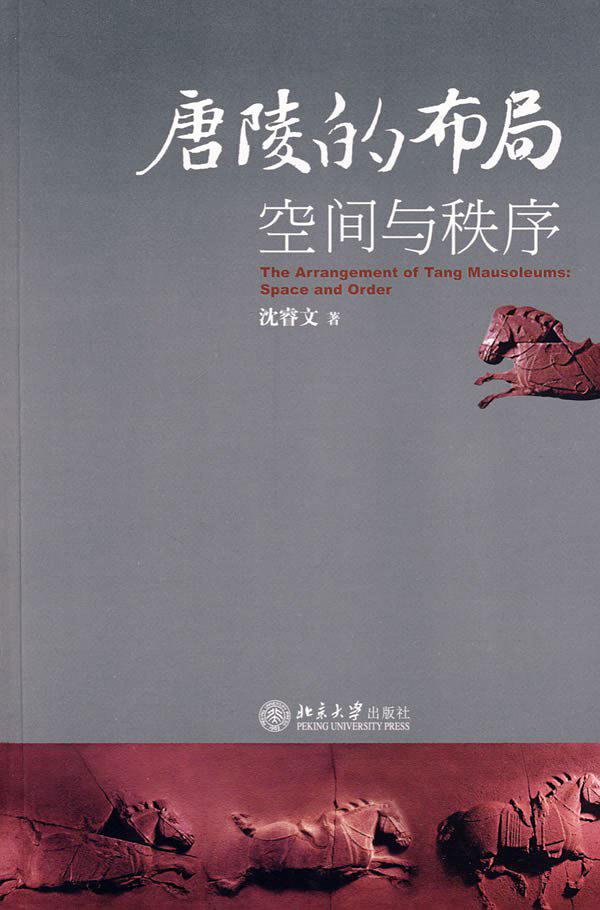 唐陵的布局
空间与秩序
The Arrangement of Tang Mausoleums:
Space and Order
沈睿文 著
北京大学出版社
PEKING UNIVERSITY PRESS